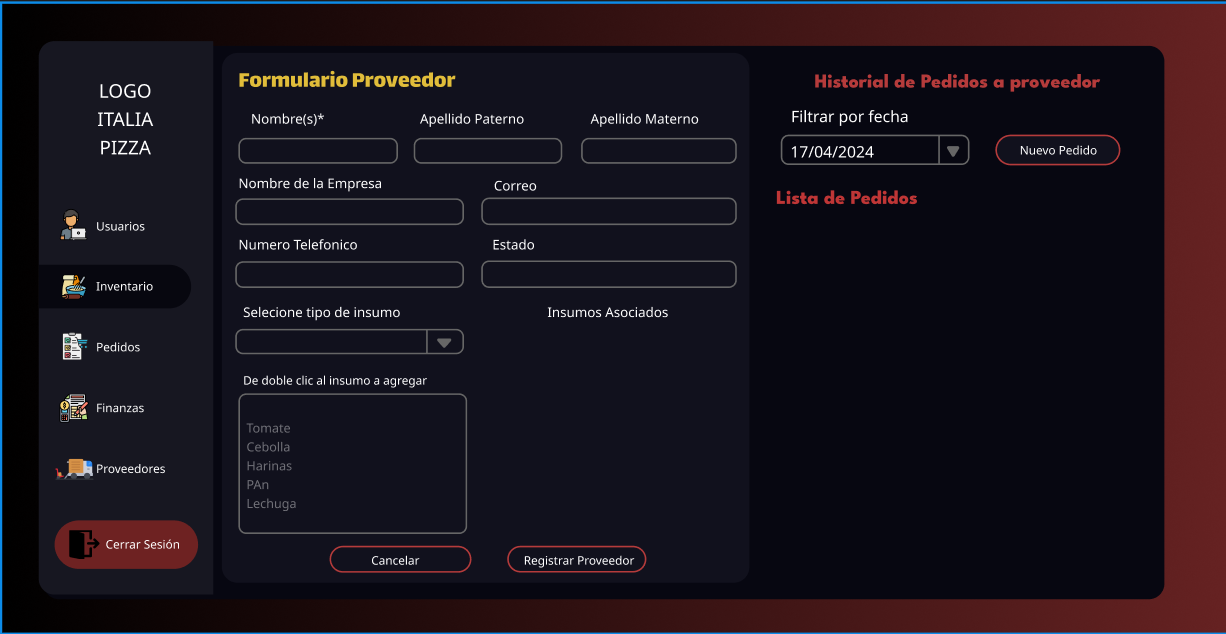 LOGO
ITALIA
PIZZA
Usuarios
Inventario
Pedidos
Finanzas
Proveedores
Cerrar Sesión
Formulario Proveedor
Nombre(s)*
Apellido Paterno
Apellido Materno
Nombre de la Empresa
Correo
Numero Telefonico
Estado
Selecione tipo de insumo
Insumos Asociados
De doble clic al insumo a agregar
Tomate
Cebolla
Harinas
PAn
Lechuga
Cancelar
Registrar Proveedor
Historial de Pedidos a proveedor
Filtrar por fecha
17/04/2024
Nuevo Pedido
Lista de Pedidos